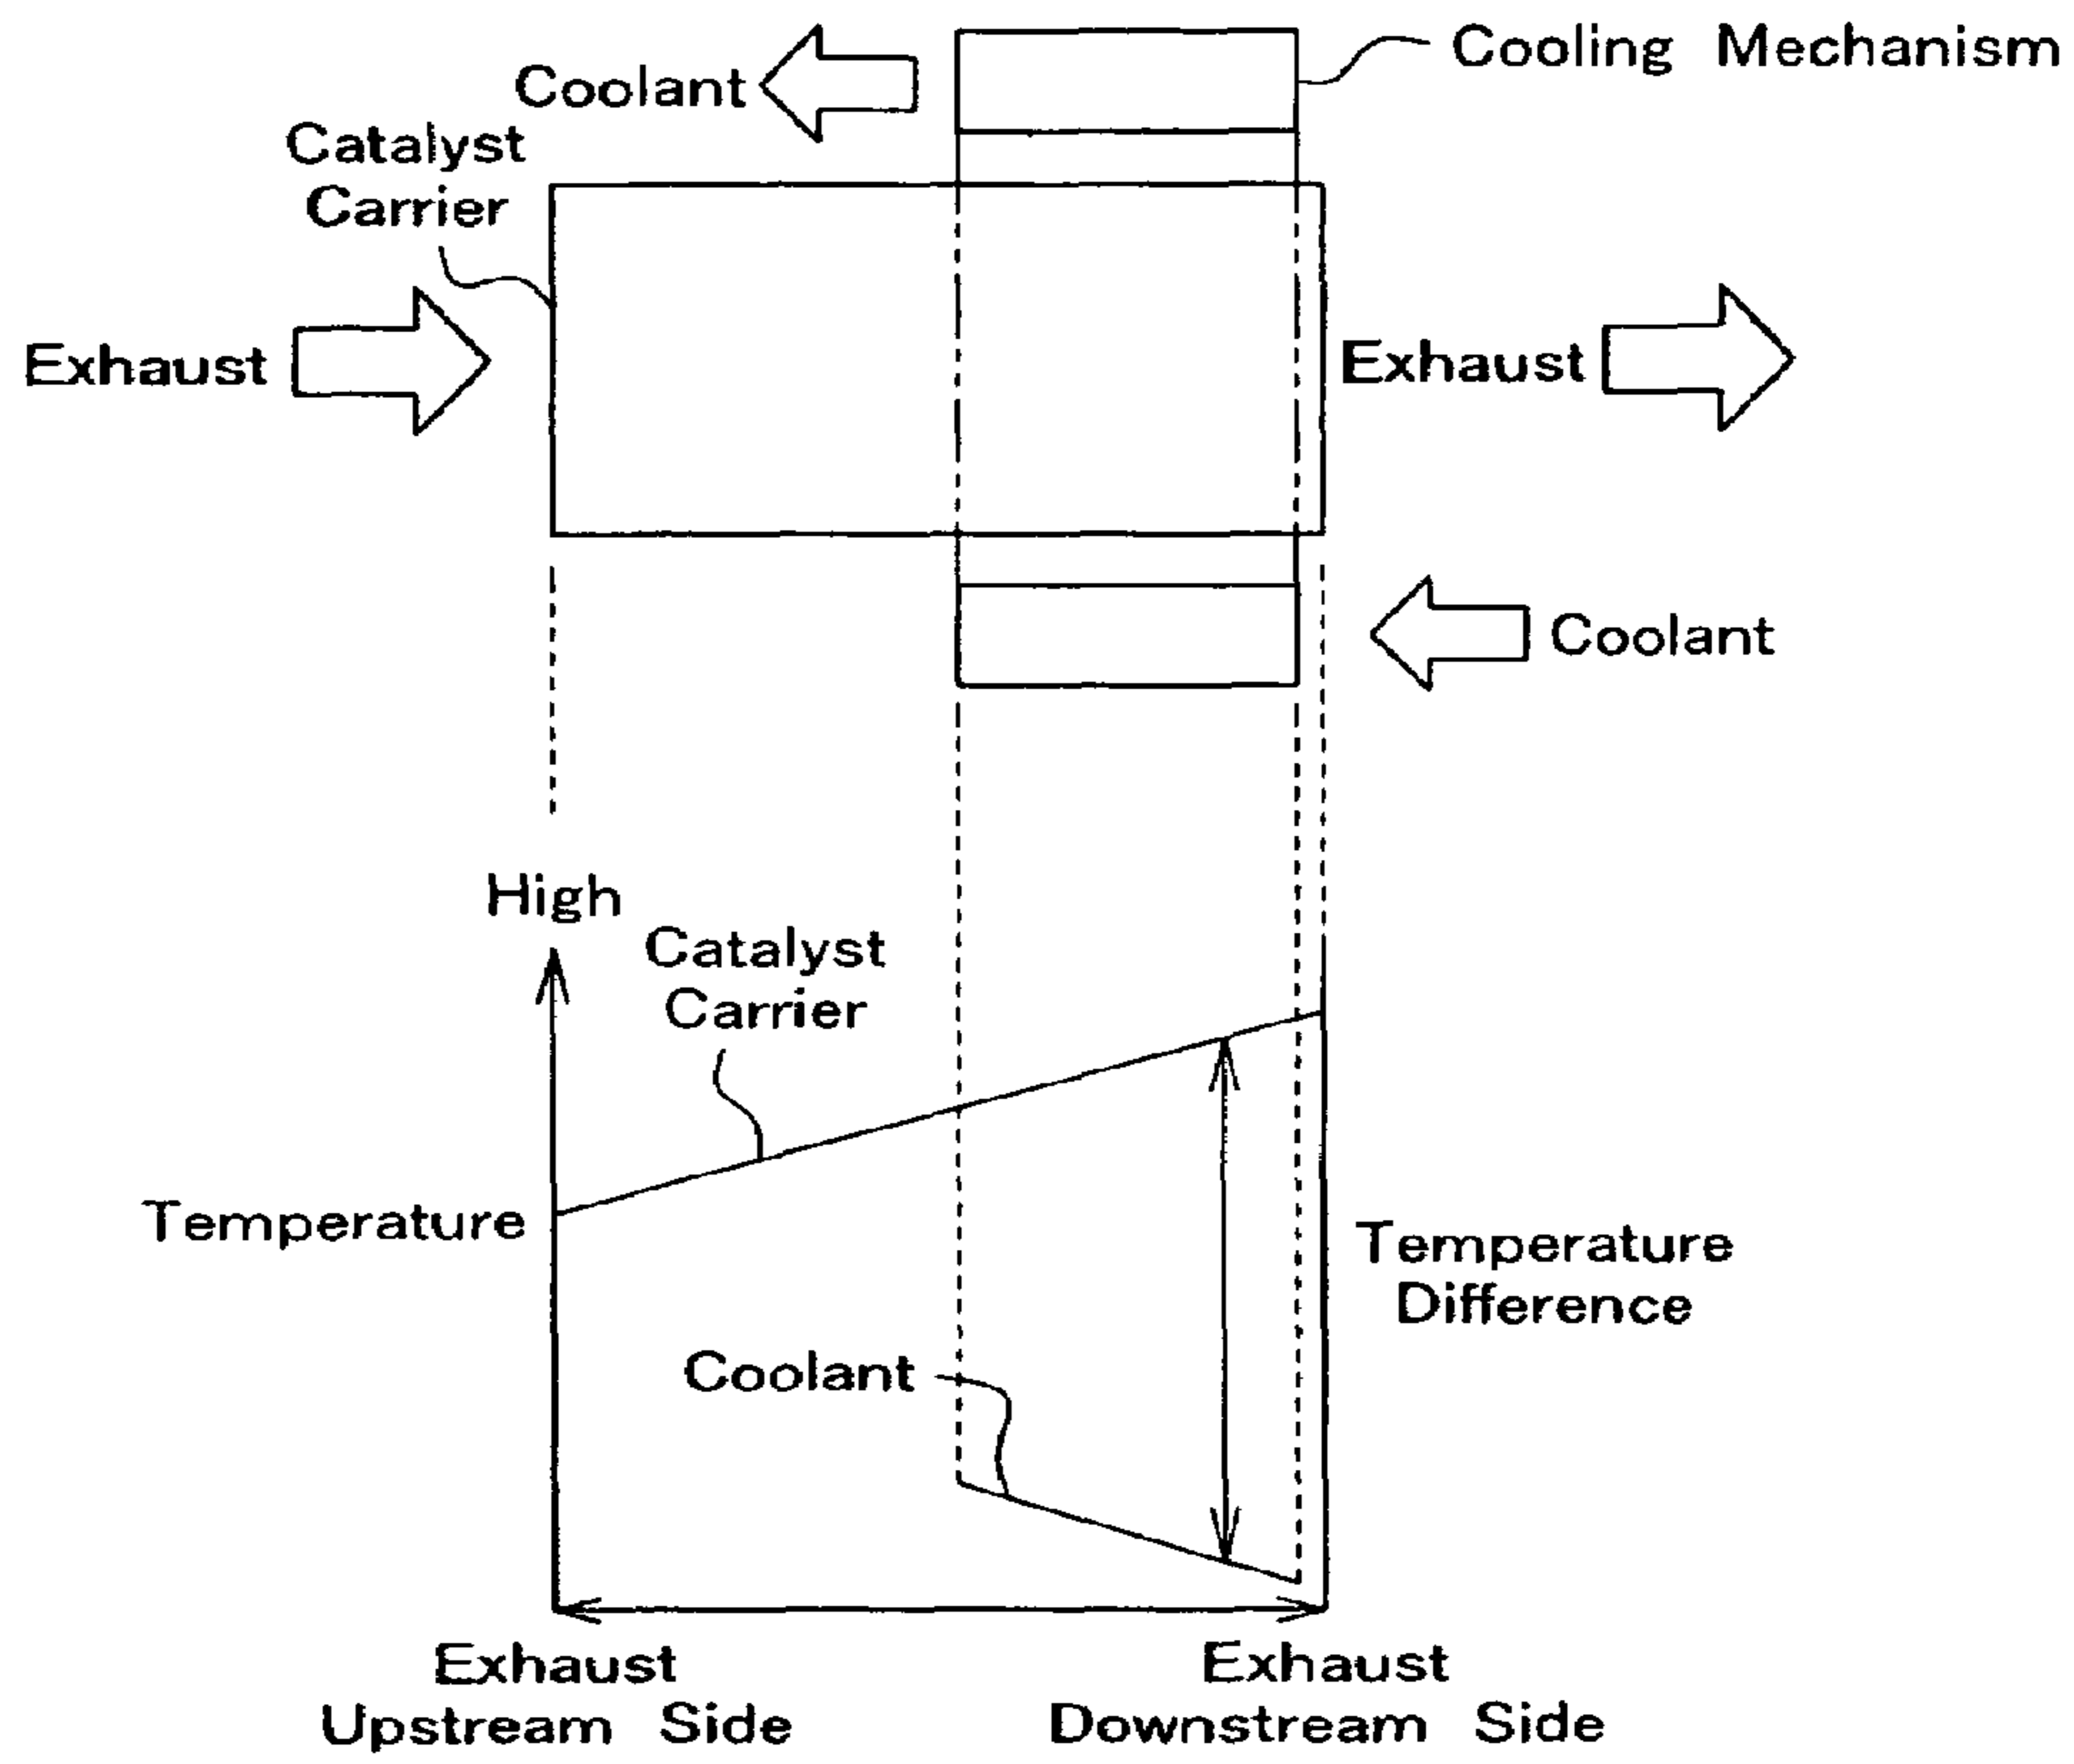 Cooling Mechanism
Coolant
Catalyst
Carrier
Exhaust
Exhaust
Coolant
High
Catalyst
Carrier
Temperature
Temperature
Difference
Coolant
Exhaust
Upstream Side
Exhaust
Downstream Side